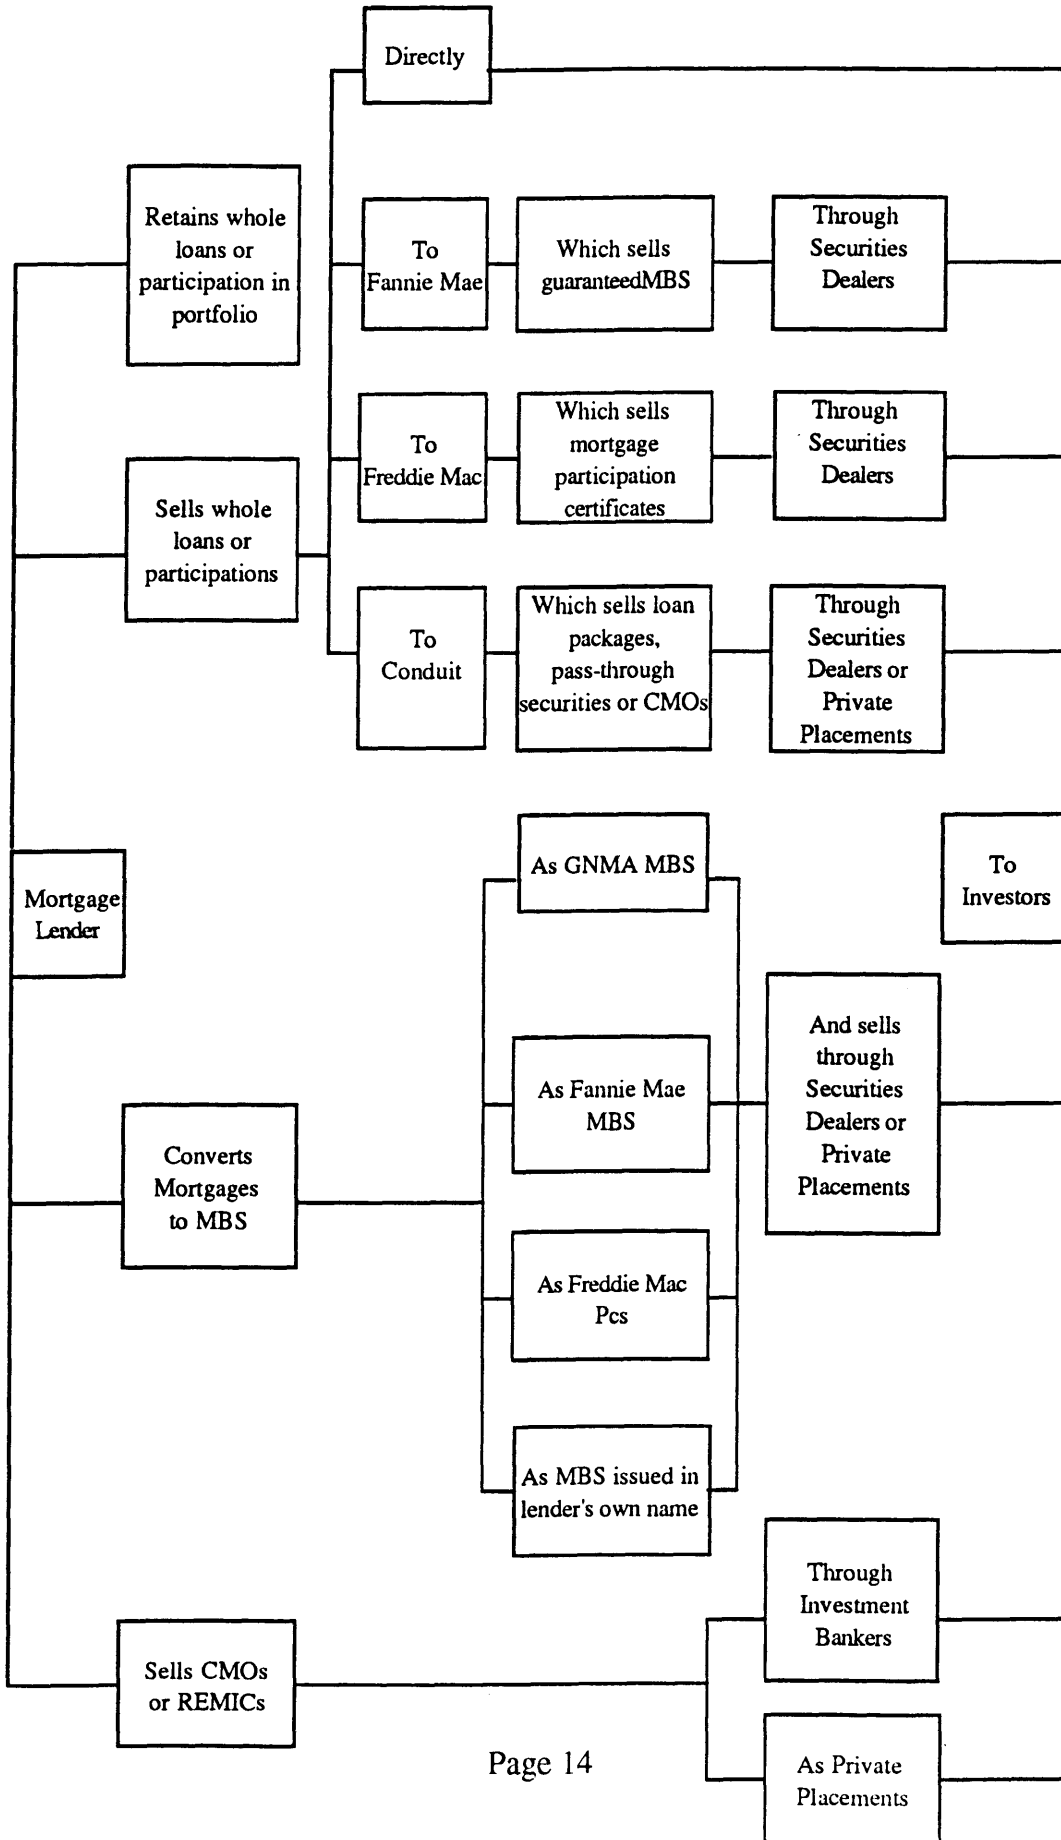 Directly
Retains whole
loans or
participation in
portfolio
To
Fannie Mae
Which sells
guaranteedMBS
Through
Securities
Dealers
To
Freddie Mac
Which sells
mortgage
participation
certificates
Through
Securities
Dealers
Sells whole
loans or
participations
To
Conduit
Which sells loan
packages,
pass-through
securities or CMOs
Through
Securities
Dealers or
Private
Placements
Mortgage
Lender
As GNMA MBS
To
Investors
Converts
Mortgages
to MBS
As Fannie Mae
MBS
And sells
through
Securities
Dealers or
Private
Placements
As Freddie Mac
Pcs
As MBS issued in
lender's own name
Sells CMOs
or REMICs
Through
Investment
Bankers
As Private
Placements
Page 14